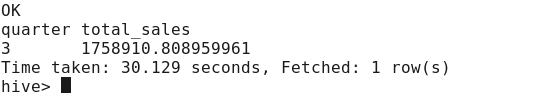 OK
quarter total_sales
3       1758910.808959961
Time taken: 30.129 seconds, Fetched: 1 row(s)
hive>